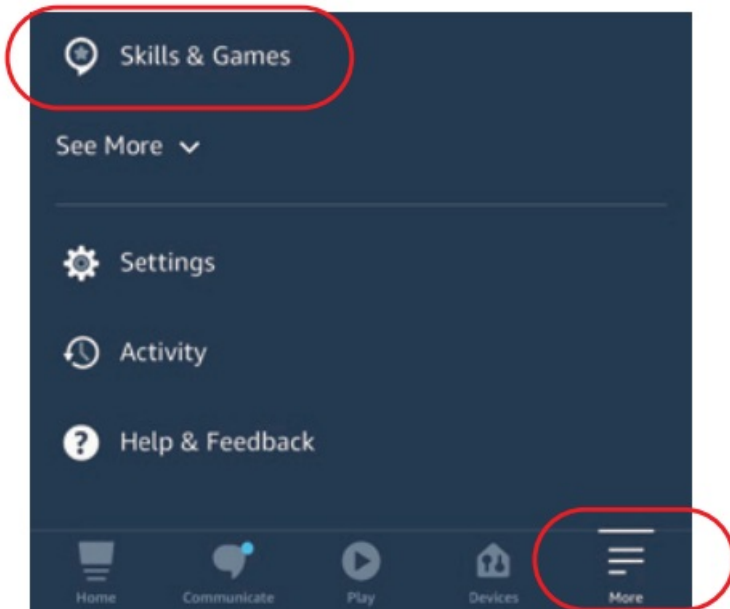 Skills & Games
See More
Settings
Activity
Help & Feedback
Home Communicate Play Devices More